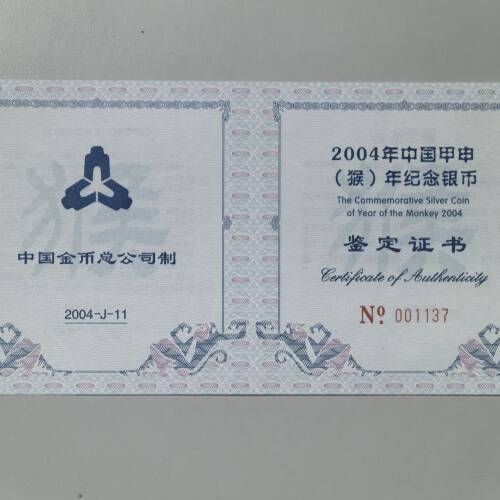 中国金币总公司制
2004-J-11
2004年中国甲申
（猴）年纪念银币
The Commemorative Silver Coin
of Year of the Monkey 2004
鉴定证书
Certificate of Authenticity
Nº 001137